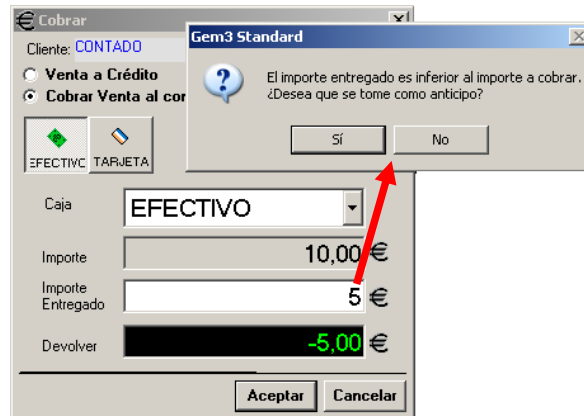 Cobrar
Cliente: CONTADO
Venta a Crédito
Cobrar Venta al cor
EFECTIVO TARJETA
Caja
EFECTIVO
Importe
10,00 €
Importe
Entregado
5 €
Devolver
-5,00 €
Aceptar Cancelar
Gem3 Standard
El importe entregado es inferior al importe a cobrar.
¿Desea que se tome como anticipo?
Sí No